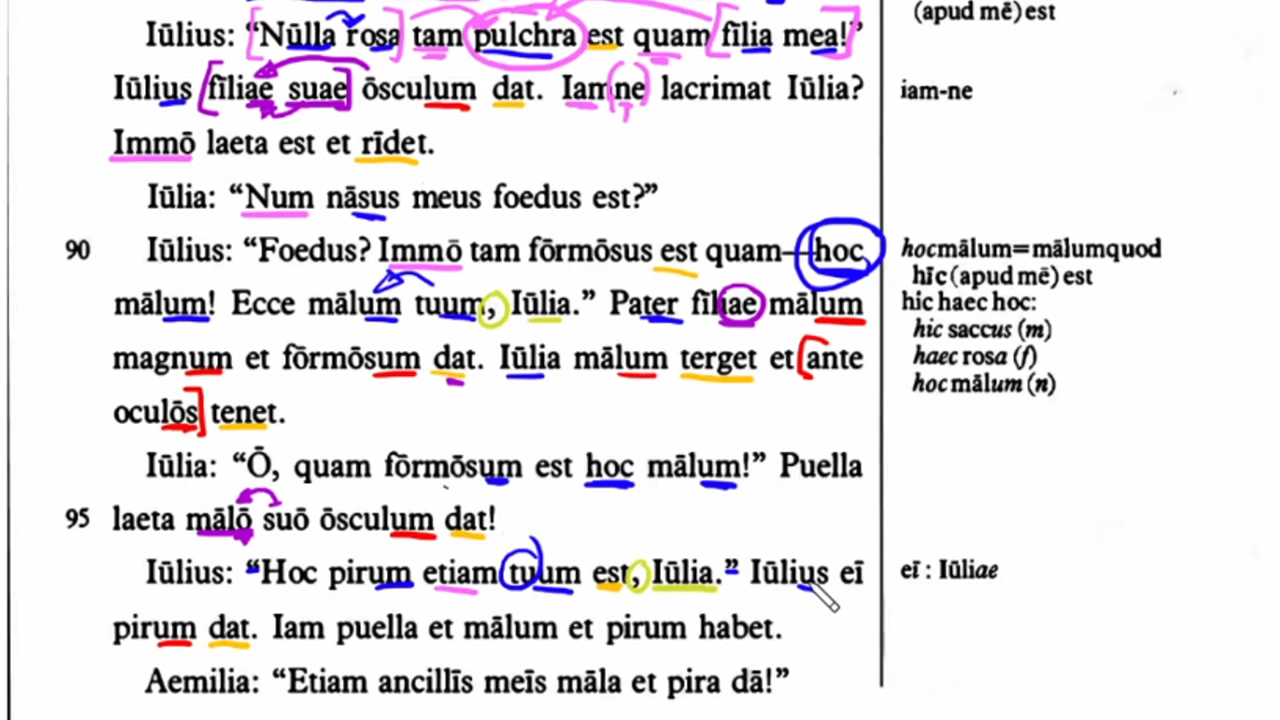 (apud mē) est
Iūlius: “Nūlla rosa tam pulchra est quam fīlia mea!”
Iūlius fīliae suae ōsculum dat. Iamne lacrimat Iūlia?
iam-ne
Immō laeta est et rīdet.
Iūlia: “Num nāsus meus foedus est?”
90 Iūlius: “Foedus? Immō tam fōrmōsus est quam—hoc
hoc mālum = mālum quod
hīc (apud mē) est
mālum! Ecce mālum tuum, Iūlia.” Pater fīliae mālum
hic haec hoc:
hic saccus (m)
magnum et fōrmōsum dat. Iūlia mālum terget et ante
haec rosa (f)
hoc mālum (n)
oculōs tenet.
Iūlia: “Ō, quam fōrmōsum est hoc mālum!” Puella
95 laeta mālō suō ōsculum dat!
Iūlius: “Hoc pirum etiam tuum est, Iūlia.” Iūlius eī
eī : Iūliae
pirum dat. Iam puella et mālum et pirum habet.
Aemilia: “Etiam ancillīs meīs māla et pira dā!”